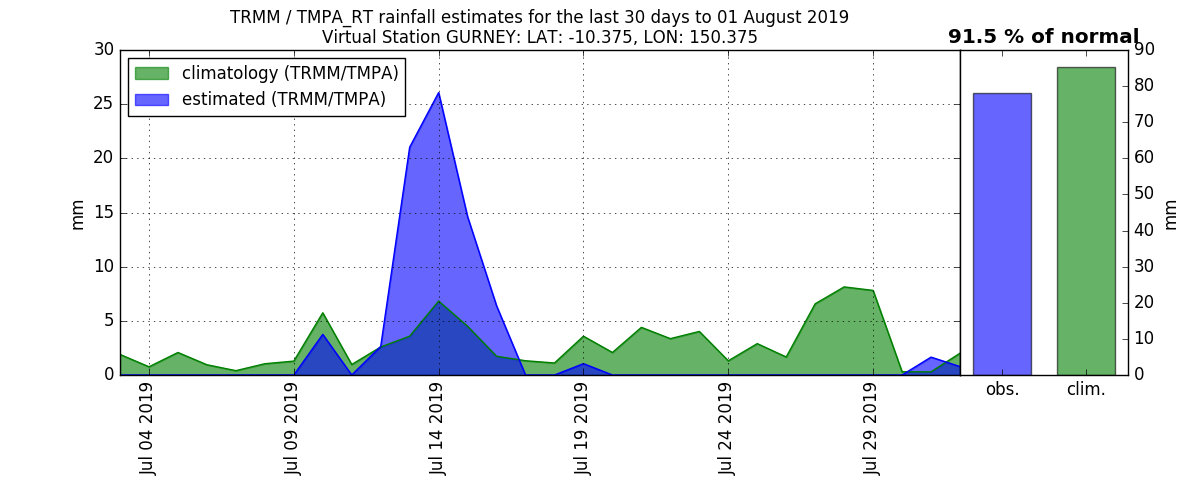 TRMM / TMPA_RT rainfall estimates for the last 30 days to 01 August 2019
Virtual Station GURNEY: LAT: -10.375, LON: 150.375
91.5 % of normal
climatology (TRMM/TMPA)
estimated (TRMM/TMPA)
30
25
20
15
10
5
0
mm
Jul 04 2019
Jul 09 2019
Jul 14 2019
Jul 19 2019
Jul 24 2019
Jul 29 2019
90
80
70
60
50
40
30
20
10
0
mm
obs.
clim.